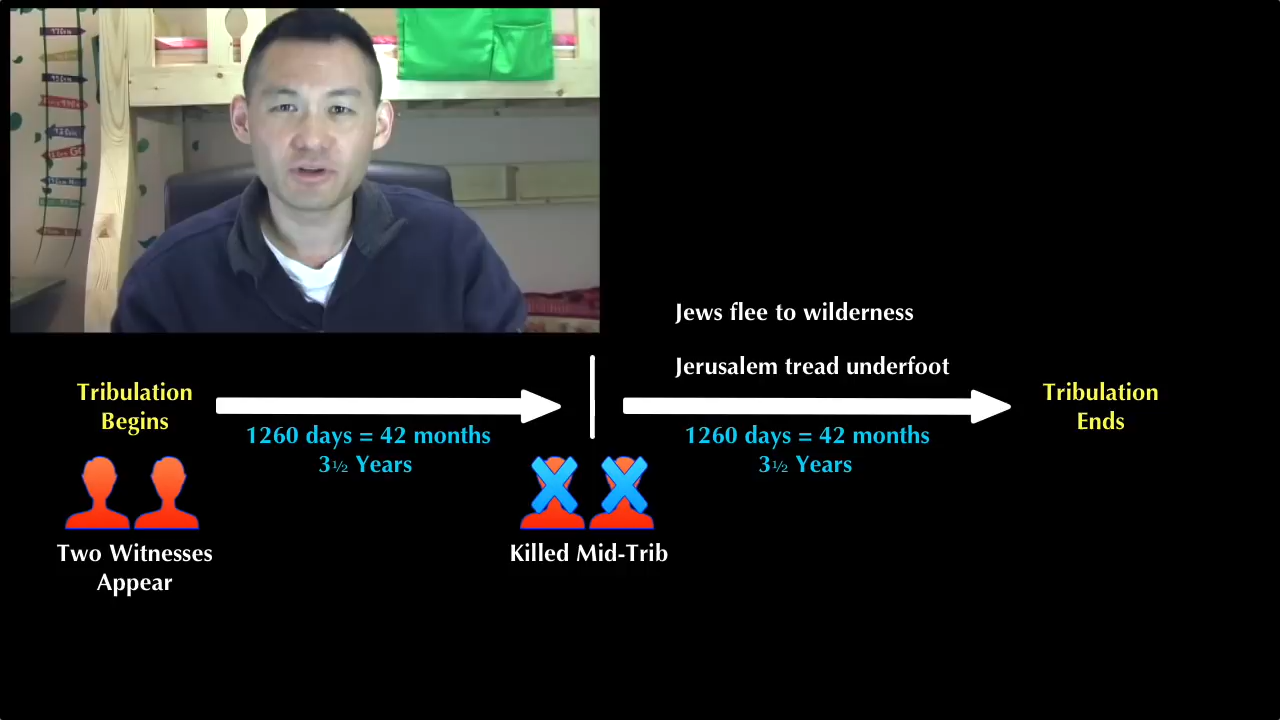 Jews flee to wilderness
Jerusalem tread underfoot
Tribulation
Begins
1260 days = 42 months
3½ Years
1260 days = 42 months
3½ Years
Tribulation
Ends
Two Witnesses
Appear
Killed Mid-Trib